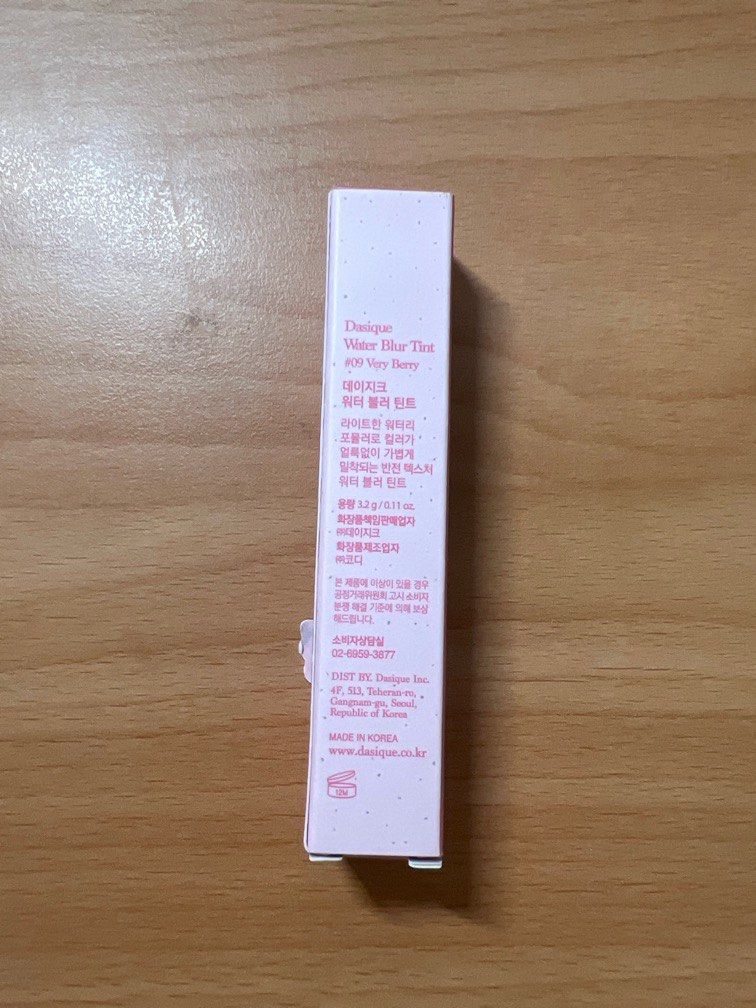 Dasique
Water Blur Tint
#09 Very Berry
데이지크
워터 블러 틴트
라이트한 워터리
포뮬러로 컬러가
얼룩없이 가볍게
밀착되는 반전 텍스처
워터 블러 틴트
용량 3.2 g / 0.11 oz.
화장품책임판매업자
㈜데이지크
화장품제조업자
㈜코디
본 제품에 이상이 있을 경우
공정거래위원회 고시 소비자
분쟁 해결 기준에 의해 보상
해드립니다.
소비자상담실
02-6959-3877
DIST BY. Dasique Inc.
4F, 513, Teheran-ro,
Gangnam-gu, Seoul,
Republic of Korea
MADE IN KOREA
www.dasique.co.kr
12M